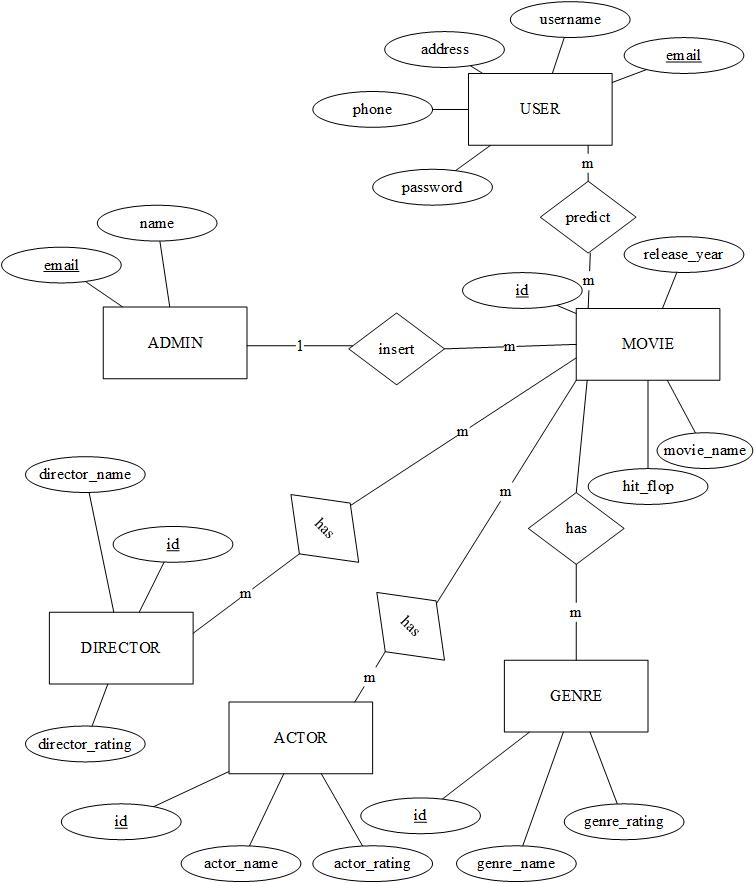 username
address
email
phone
USER
password
m
predict
name
email
release_year
m
id
ADMIN
1
insert
m
MOVIE
m
movie_name
director_name
hit_flop
m
id
has
has
m
m
has
DIRECTOR
m
GENRE
director_rating
ACTOR
id
id
genre_rating
actor_name
actor_rating
genre_name